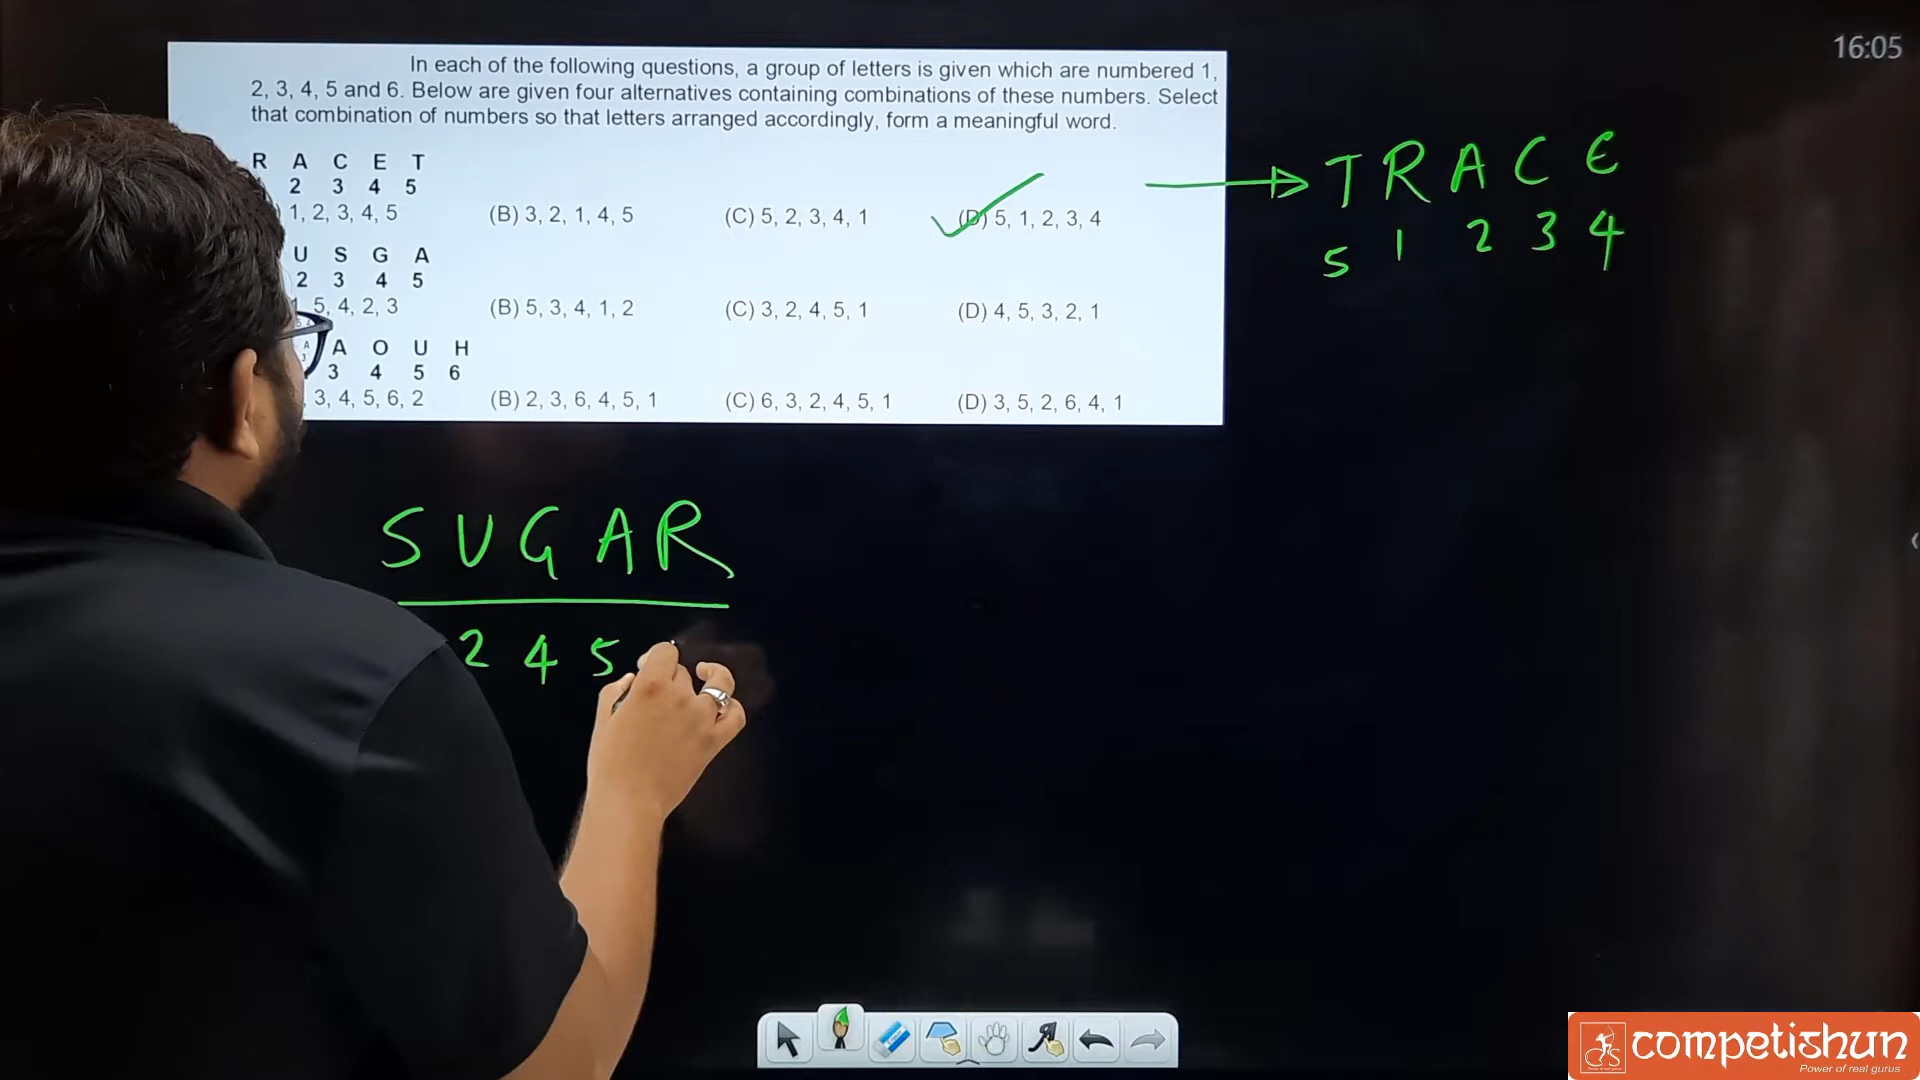 16:05
In each of the following questions, a group of letters is given which are numbered 1,
2, 3, 4, 5 and 6. Below are given four alternatives containing combinations of these numbers. Select
that combination of numbers so that letters arranged accordingly, form a meaningful word.
R A C E T
2 3 4 5
1, 2, 3, 4, 5 (B) 3, 2, 1, 4, 5 (C) 5, 2, 3, 4, 1 (D) 5, 1, 2, 3, 4
U S G A
2 3 4 5
1, 5, 4, 2, 3 (B) 5, 3, 4, 1, 2 (C) 3, 2, 4, 5, 1 (D) 4, 5, 3, 2, 1
A O U H
3 4 5 6
3, 4, 5, 6, 2 (B) 2, 3, 6, 4, 5, 1 (C) 6, 3, 2, 4, 5, 1 (D) 3, 5, 2, 6, 4, 1
TRACE
5 1 2 3 4
SUGAR
2 4 5
competishun
Power of real gurus